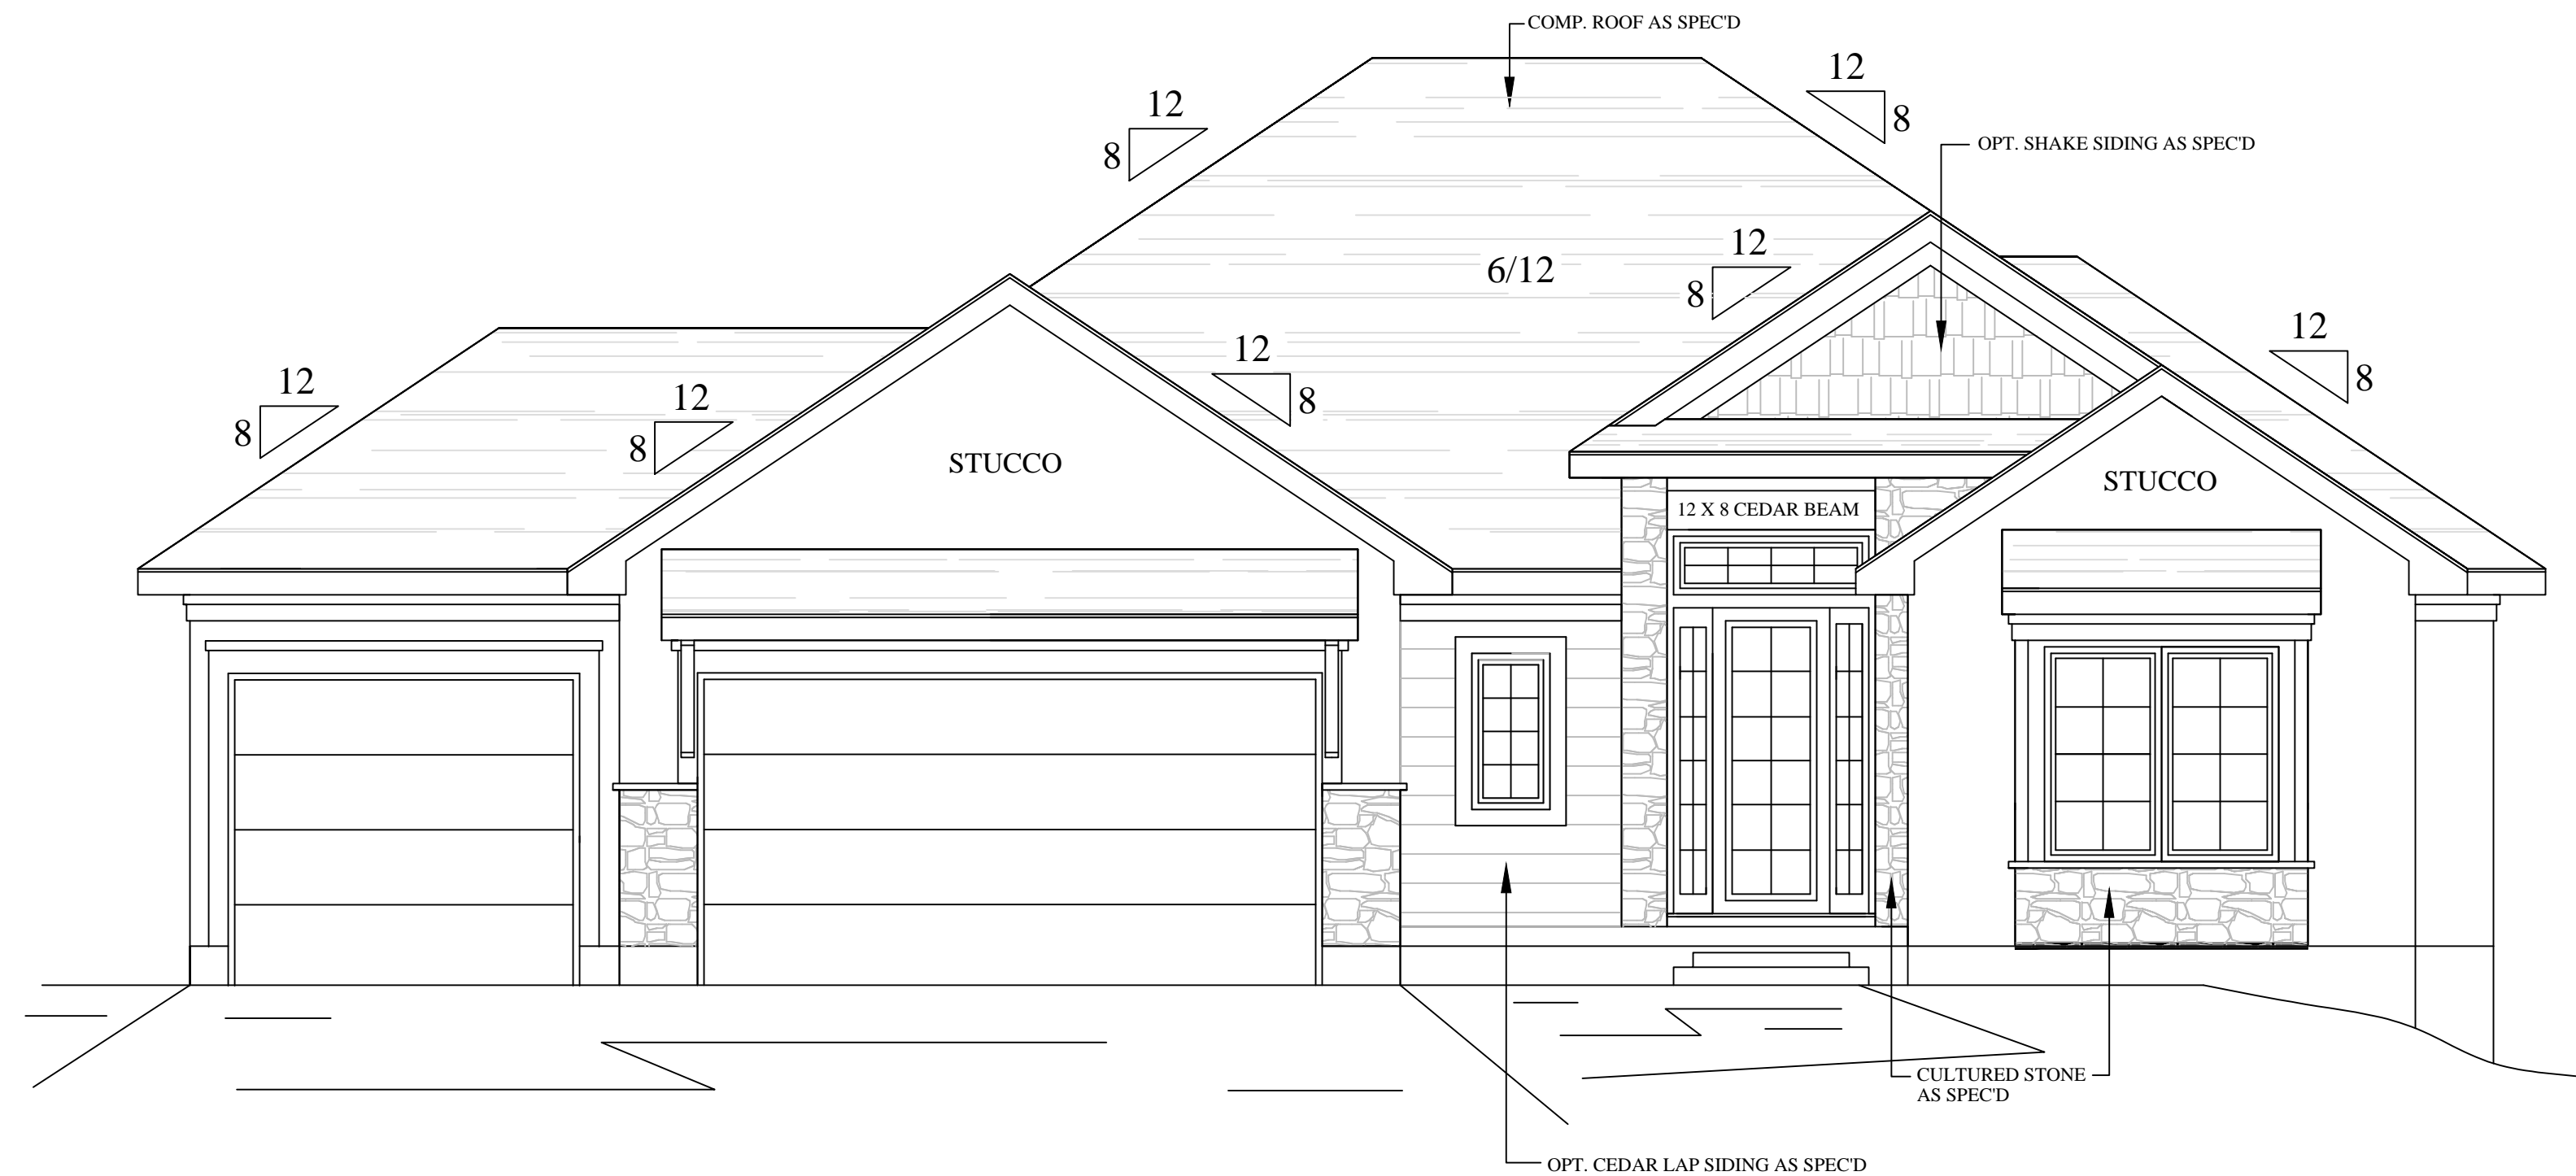 COMP. ROOF AS SPEC'D
12
8
12
8
OPT. SHAKE SIDING AS SPEC'D
12
8
6/12
12
8
12
8
12
8
12
8
STUCCO
STUCCO
12 X 8 CEDAR BEAM
CULTURED STONE
AS SPEC'D
OPT. CEDAR LAP SIDING AS SPEC'D